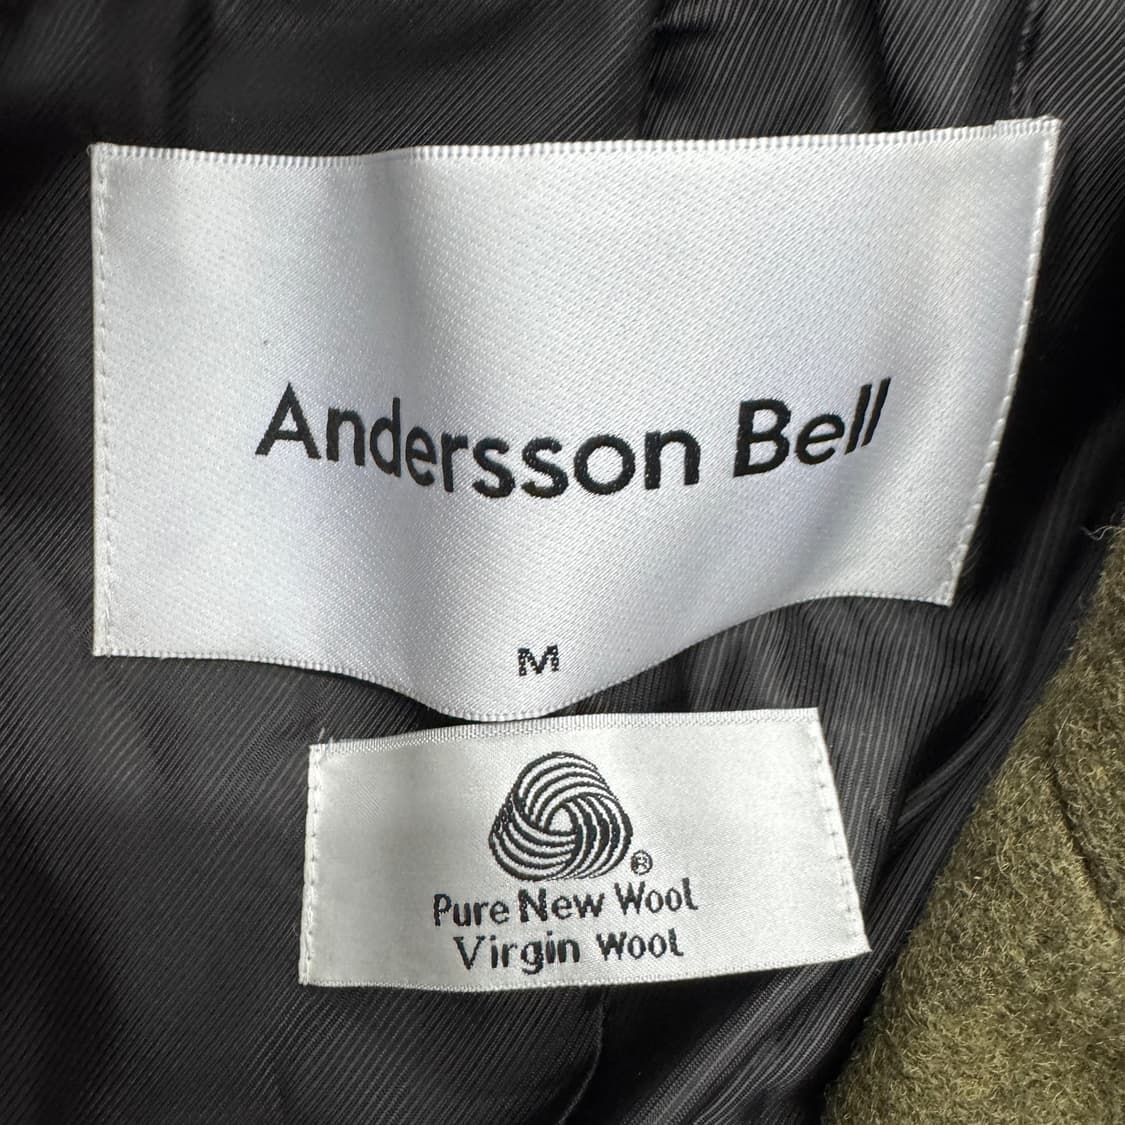 Andersson Bell
M
®
Pure New Wool
Virgin Wool